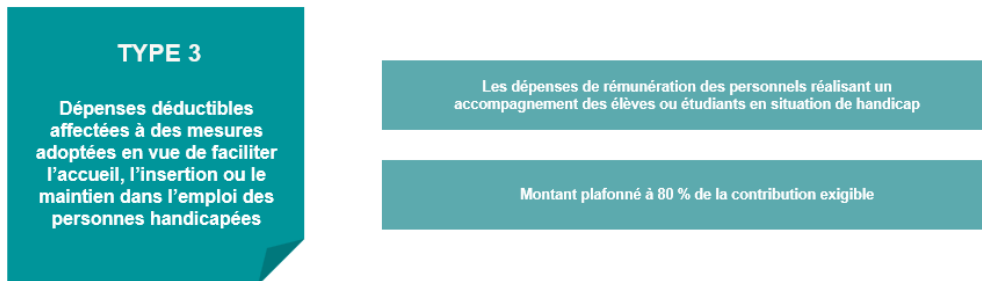 TYPE 3
Dépenses déductibles
affectées à des mesures
adoptées en vue de faciliter
l'accueil, l'insertion ou le
maintien dans l'emploi des
personnes handicapées
Les dépenses de rémunération des personnels réalisant un
accompagnement des élèves ou étudiants en situation de handicap
Montant plafonné à 80 % de la contribution exigible